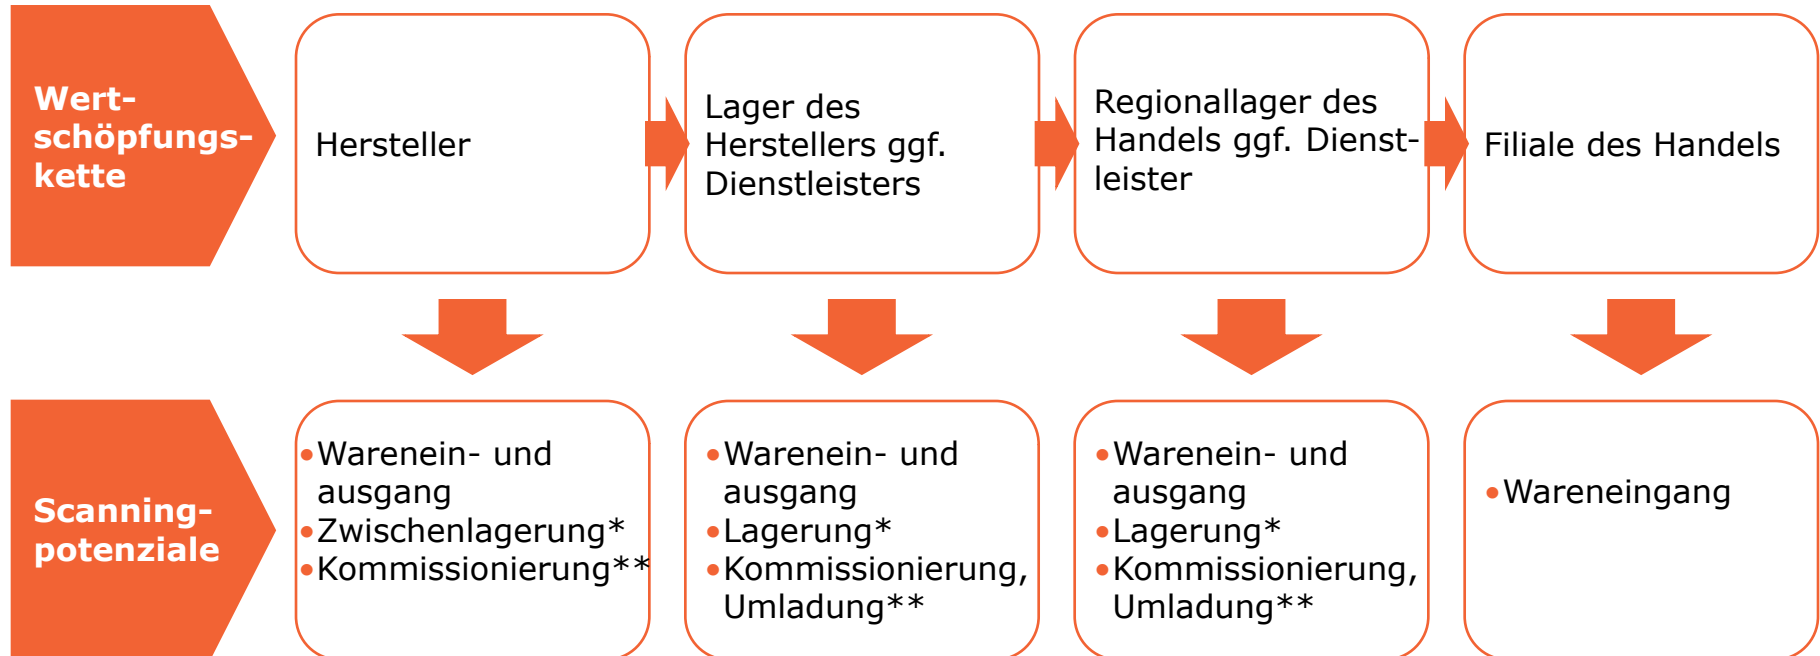 Wert-
schöpfungs-
kette
Hersteller
Lager des
Herstellers ggf.
Dienstleisters
Regionallager des
Handels ggf. Dienst-
leister
Filiale des Handels
Scanning-
potenziale
•Warenein- und
ausgang
•Zwischenlagerung*
•Kommissionierung**
•Warenein- und
ausgang
•Lagerung*
•Kommissionierung,
Umladung**
•Warenein- und
ausgang
•Lagerung*
•Kommissionierung,
Umladung**
•Wareneingang